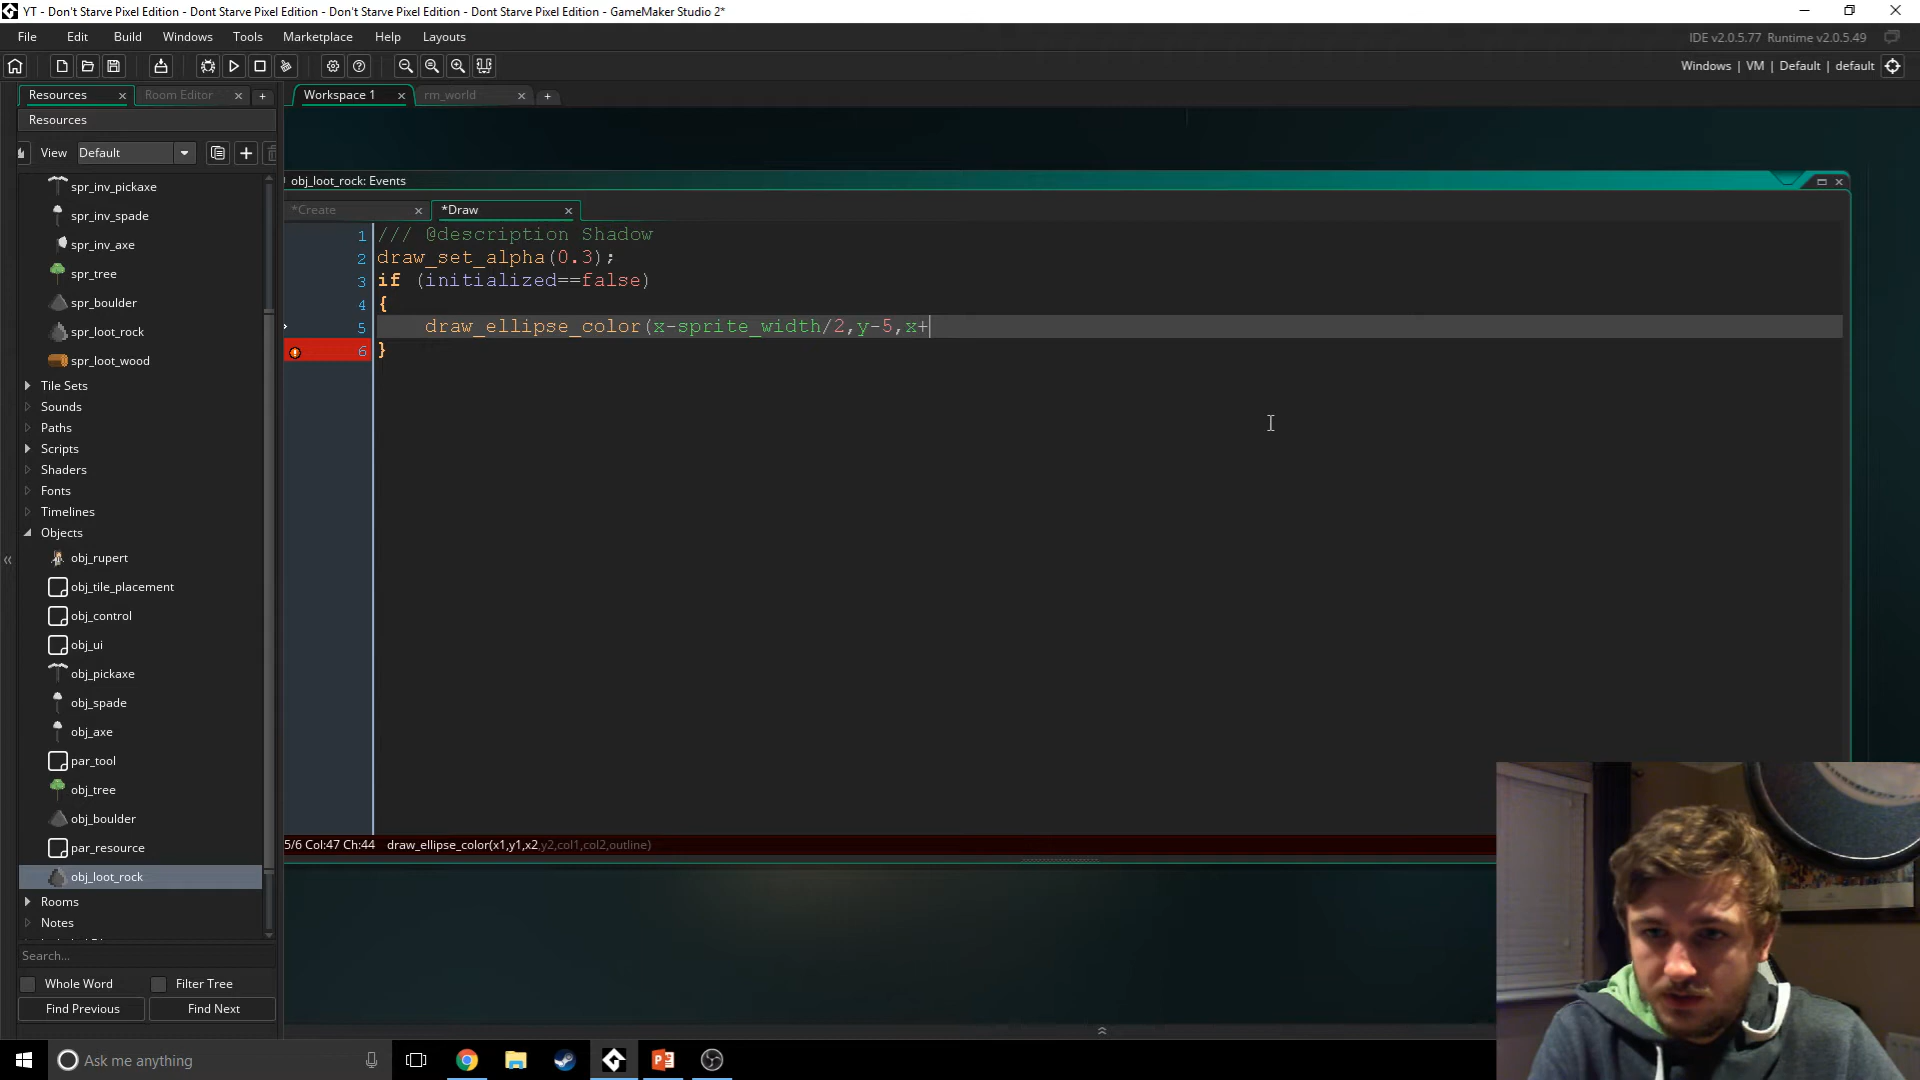 YT - Don't Starve Pixel Edition - Dont Starve Pixel Edition - Don't Starve Pixel Edition - Dont Starve Pixel Edition - GameMaker Studio 2*
File Edit Build Windows Tools Marketplace Help Layouts
IDE v2.0.5.77 Runtime v2.0.5.49
Windows | VM | Default | default
Resources Room Editor
Workspace 1 rm_world
Resources
View Default
spr_inv_pickaxe
spr_inv_spade
spr_inv_axe
spr_tree
spr_boulder
spr_loot_rock
spr_loot_wood
Tile Sets
Sounds
Paths
Scripts
Shaders
Fonts
Timelines
Objects
obj_rupert
obj_tile_placement
obj_control
obj_ui
obj_pickaxe
obj_spade
obj_axe
par_tool
obj_tree
obj_boulder
par_resource
obj_loot_rock
Rooms
Notes
Search...
Whole Word Filter Tree
Find Previous Find Next
obj_loot_rock: Events
*Create *Draw
1 /// @description Shadow
2 draw_set_alpha(0.3);
3 if (initialized==false)
4 {
5 draw_ellipse_color(x-sprite_width/2,y-5,x+
6 }
5/6 Col:47 Ch:44 draw_ellipse_color(x1,y1,x2,y2,col1,col2,outline)
Ask me anything